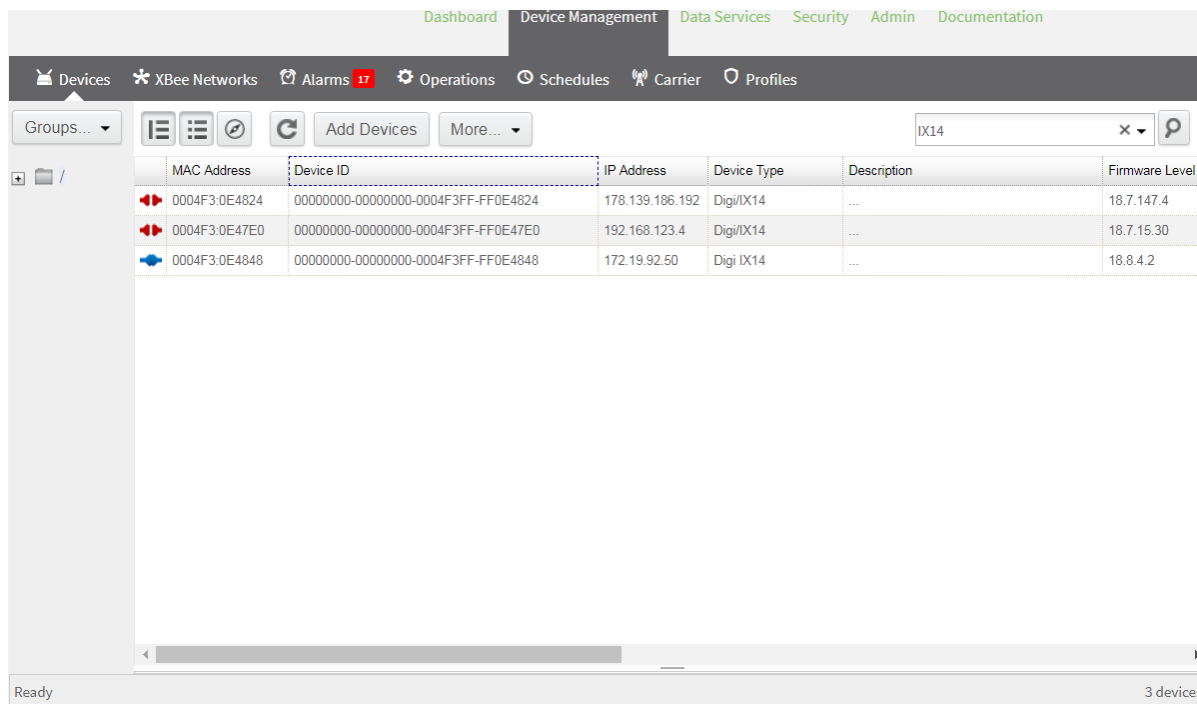 Dashboard Device Management Data Services Security Admin Documentation
Devices XBee Networks Alarms 17 Operations Schedules Carrier Profiles
Groups... Add Devices More... IX14
/
MAC Address Device ID IP Address Device Type Description Firmware Level
0004F3:0E4824 00000000-00000000-0004F3FF-FF0E4824 178.139.186.192 Digi/IX14 ... 18.7.147.4
0004F3:0E47E0 00000000-00000000-0004F3FF-FF0E47E0 192.168.123.4 Digi/IX14 ... 18.7.15.30
0004F3:0E4848 00000000-00000000-0004F3FF-FF0E4848 172.19.92.50 Digi IX14 ... 18.8.4.2
Ready 3 device